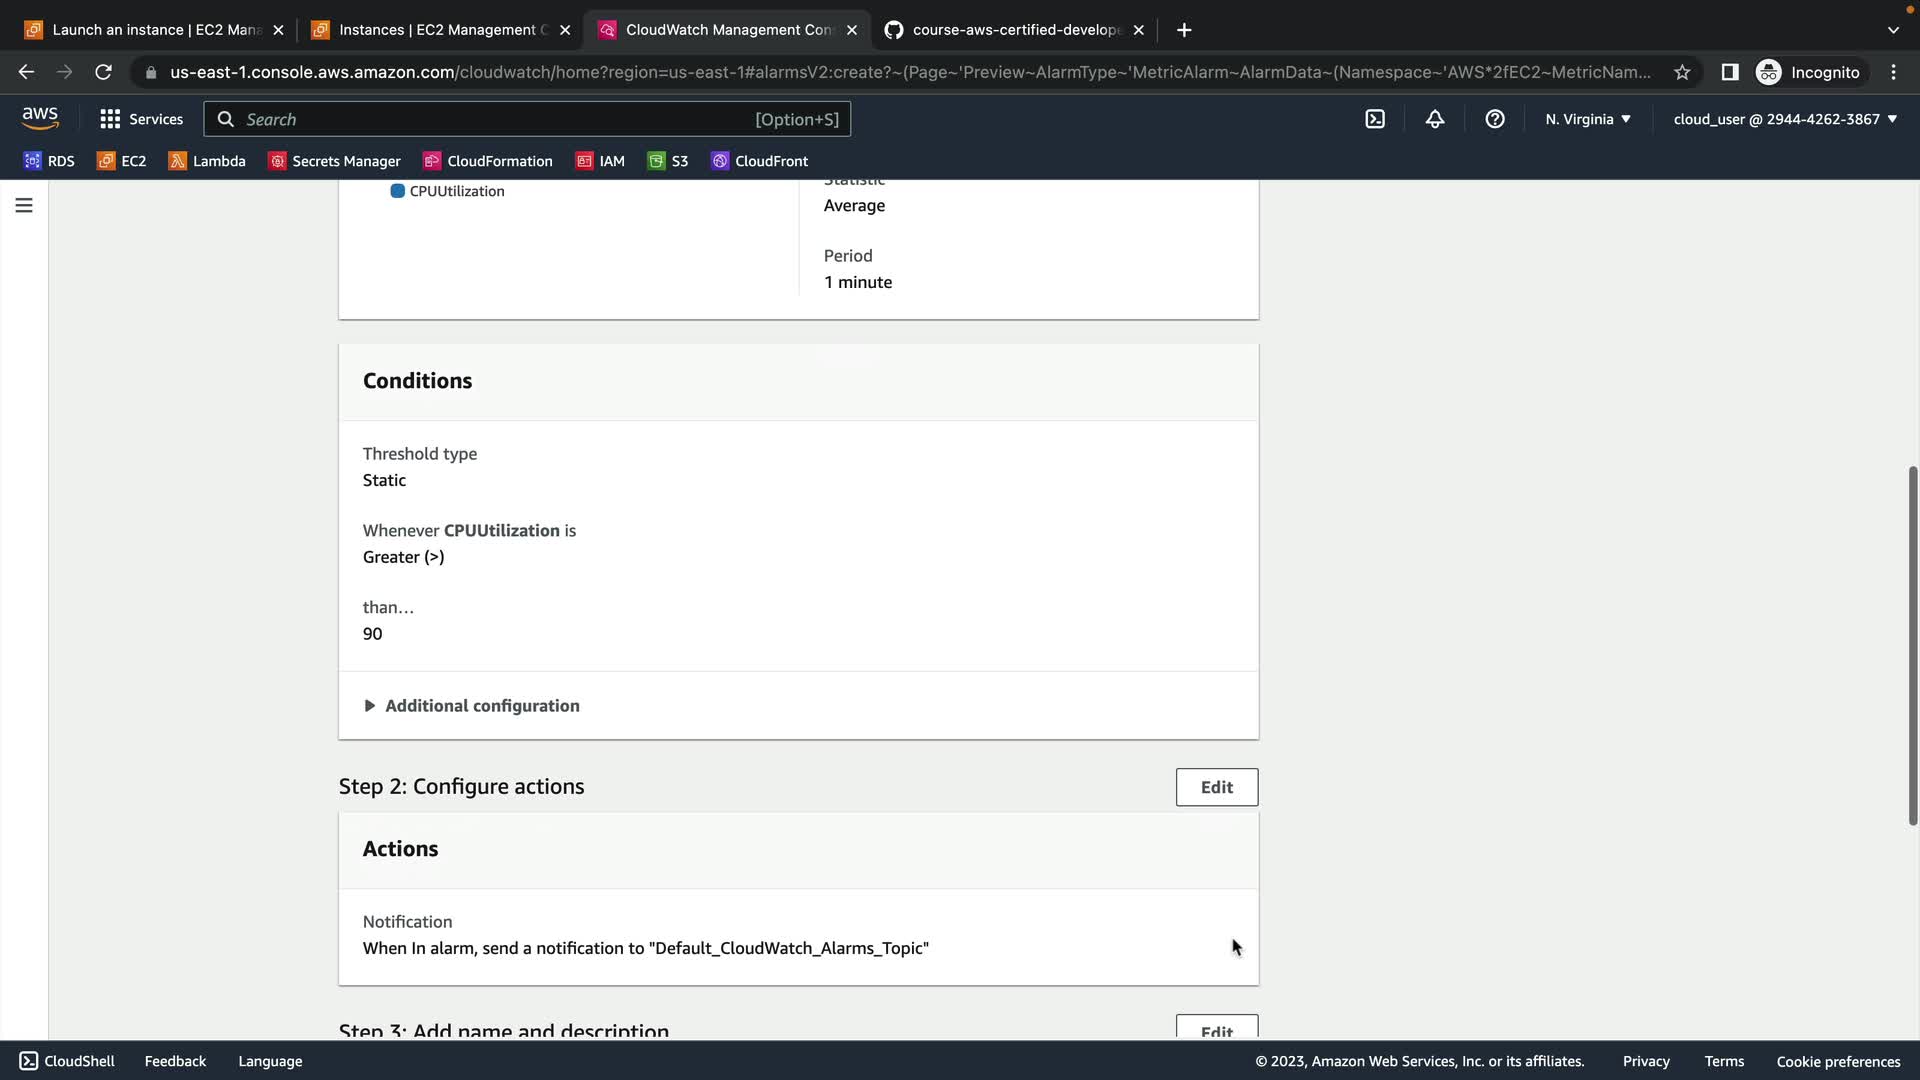 Launch an instance | EC2 Mana
Instances | EC2 Management C
CloudWatch Management Con
course-aws-certified-develope
us-east-1.console.aws.amazon.com/cloudwatch/home?region=us-east-1#alarmsV2:create?~(Page~'Preview~AlarmType~'MetricAlarm~AlarmData~(Namespace~'AWS*2fEC2~MetricNam...
Incognito
aws
Services
Search
[Option+S]
N. Virginia
cloud_user @ 2944-4262-3867
RDS
EC2
Lambda
Secrets Manager
CloudFormation
IAM
S3
CloudFront
CPUUtilization
Statistic
Average
Period
1 minute
Conditions
Threshold type
Static
Whenever CPUUtilization is
Greater (>)
than…
90
Additional configuration
Step 2: Configure actions
Edit
Actions
Notification
When In alarm, send a notification to "Default_CloudWatch_Alarms_Topic"
Step 3: Add name and description
Edit
CloudShell
Feedback
Language
© 2023, Amazon Web Services, Inc. or its affiliates.
Privacy
Terms
Cookie preferences